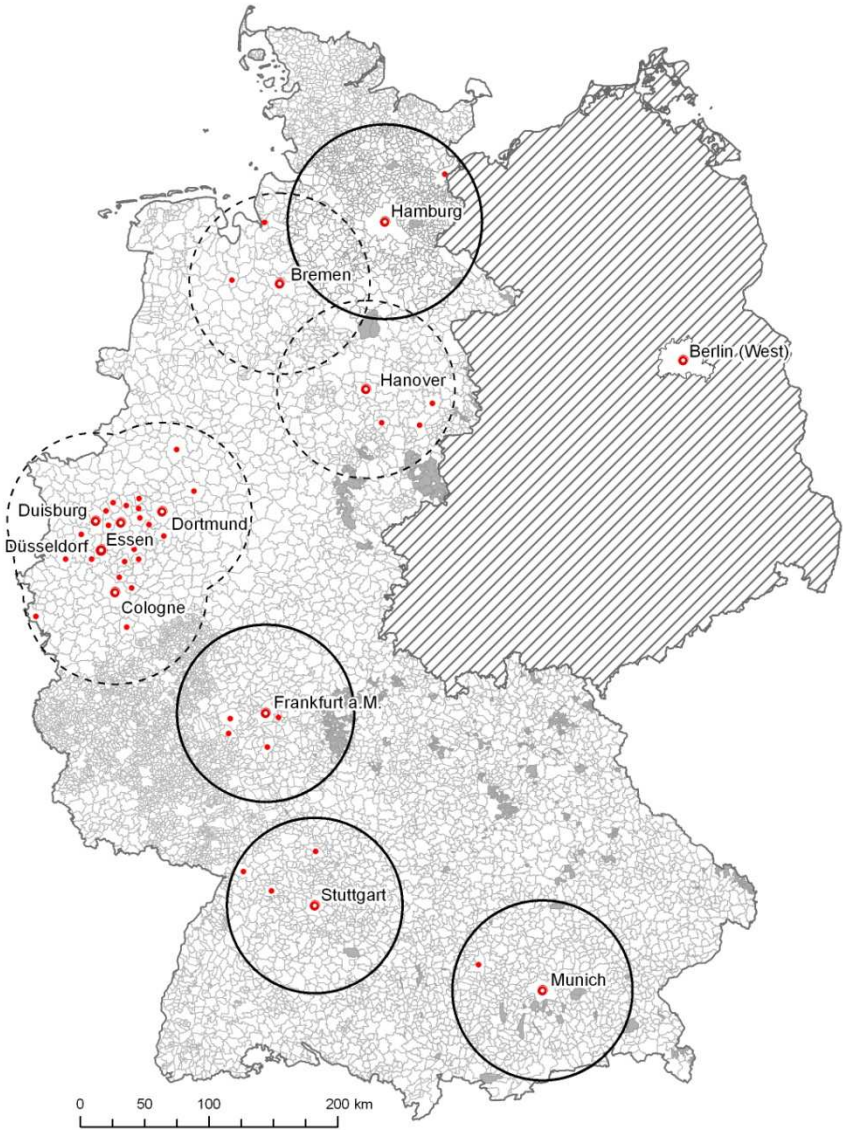 Hamburg
Bremen
Berlin (West)
Hanover
Duisburg
Dortmund
Düsseldorf
Essen
Cologne
Frankfurt a.M.
Stuttgart
Munich
0 50 100 200 km